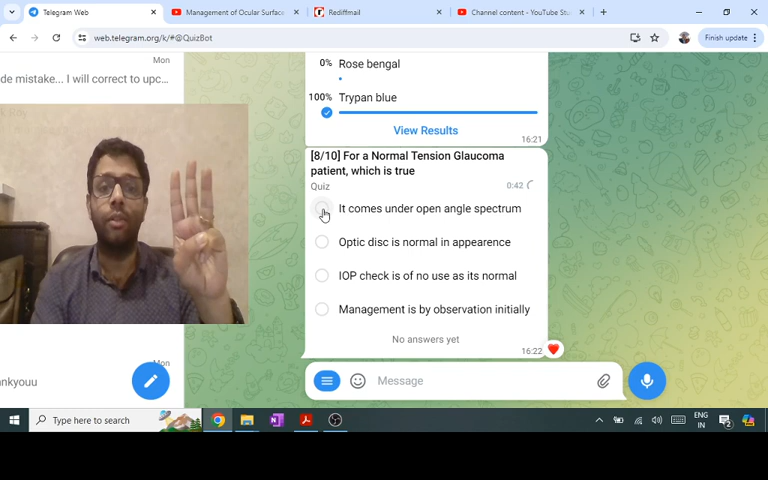 Telegram Web
Management of Ocular Surface
Rediffmail
Channel content - YouTube Stu
web.telegram.org/k/#@QuizBot
Finish update
Mon
de mistake... I will correct to upc...
0% Rose bengal
100% Trypan blue
View Results
16:21
[8/10] For a Normal Tension Glaucoma
patient, which is true
Quiz
0:42
It comes under open angle spectrum
Optic disc is normal in appearence
IOP check is of no use as its normal
Management is by observation initially
No answers yet
16:22
Mon
ankyouu
Message
Type here to search
ENG
IN
2